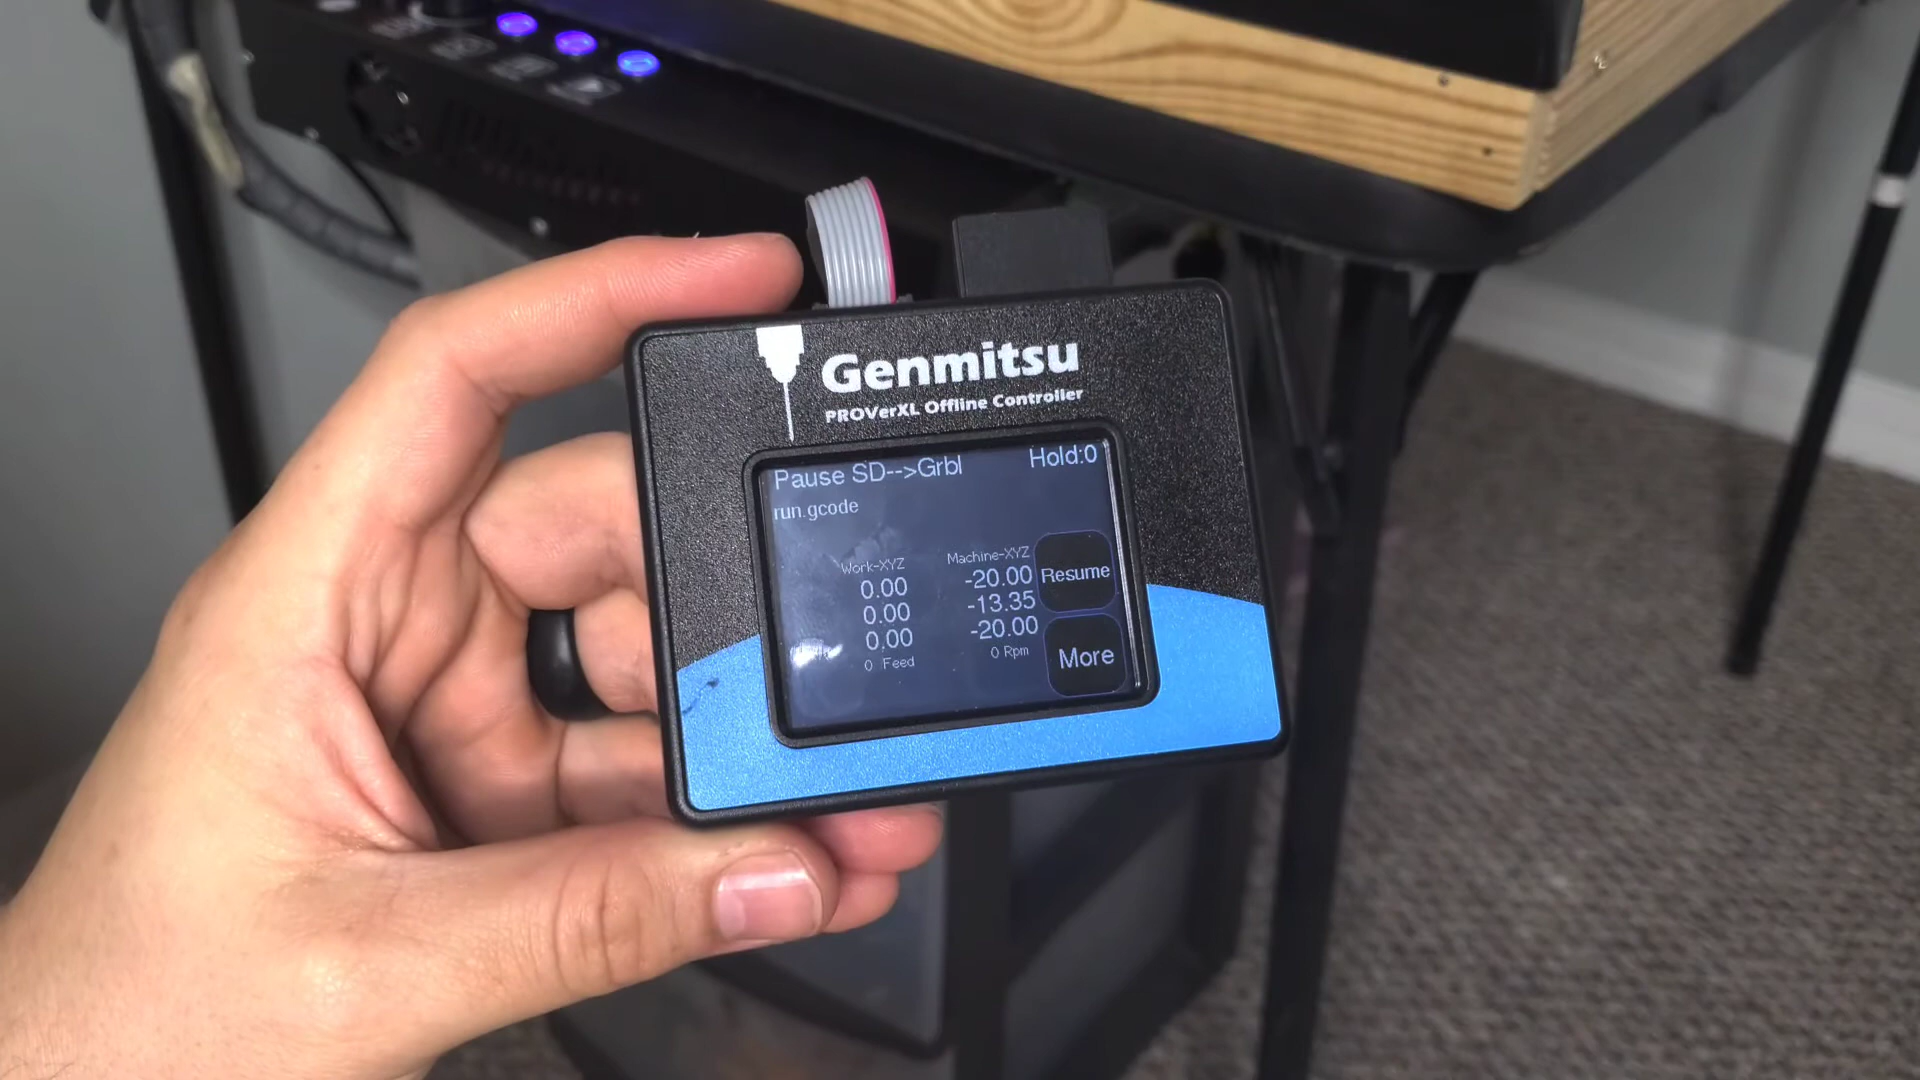 Genmitsu
PROVerXL Offline Controller
Pause SD-->Grbl Hold:0
run.gcode
Work-XYZ Machine-XYZ
0.00 -20.00 Resume
0.00 -13.35
0.00 -20.00
0 Feed 0 Rpm More